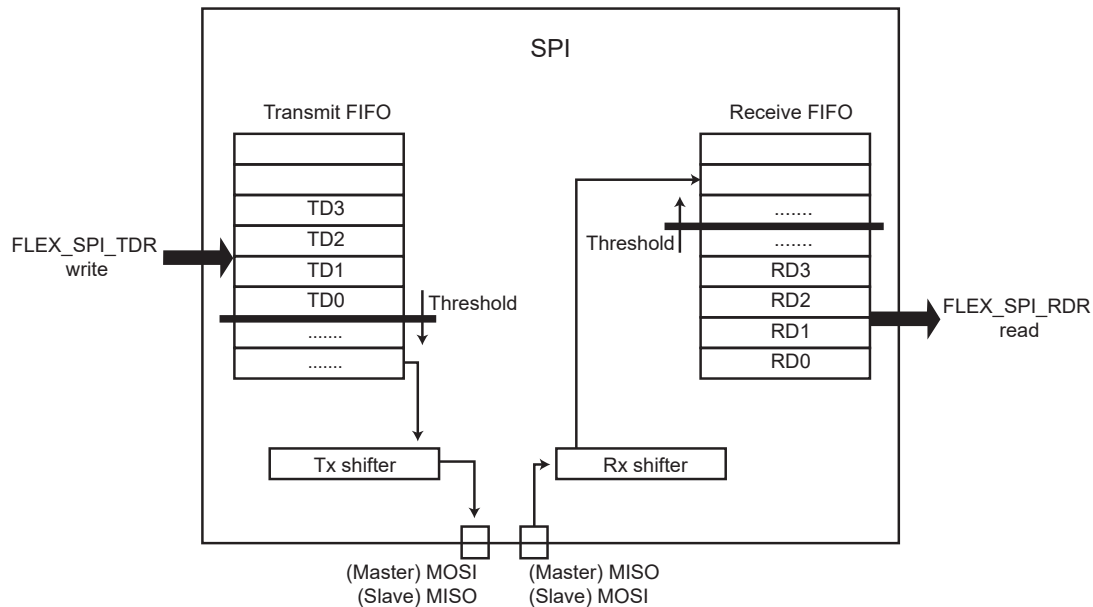 SPI
Transmit FIFO
TD3
TD2
TD1
TD0
.......
.......
FLEX_SPI_TDR
write
Threshold
Receive FIFO
.......
.......
RD3
RD2
RD1
RD0
Threshold
FLEX_SPI_RDR
read
Tx shifter
Rx shifter
(Master) MOSI
(Slave) MISO
(Master) MISO
(Slave) MOSI